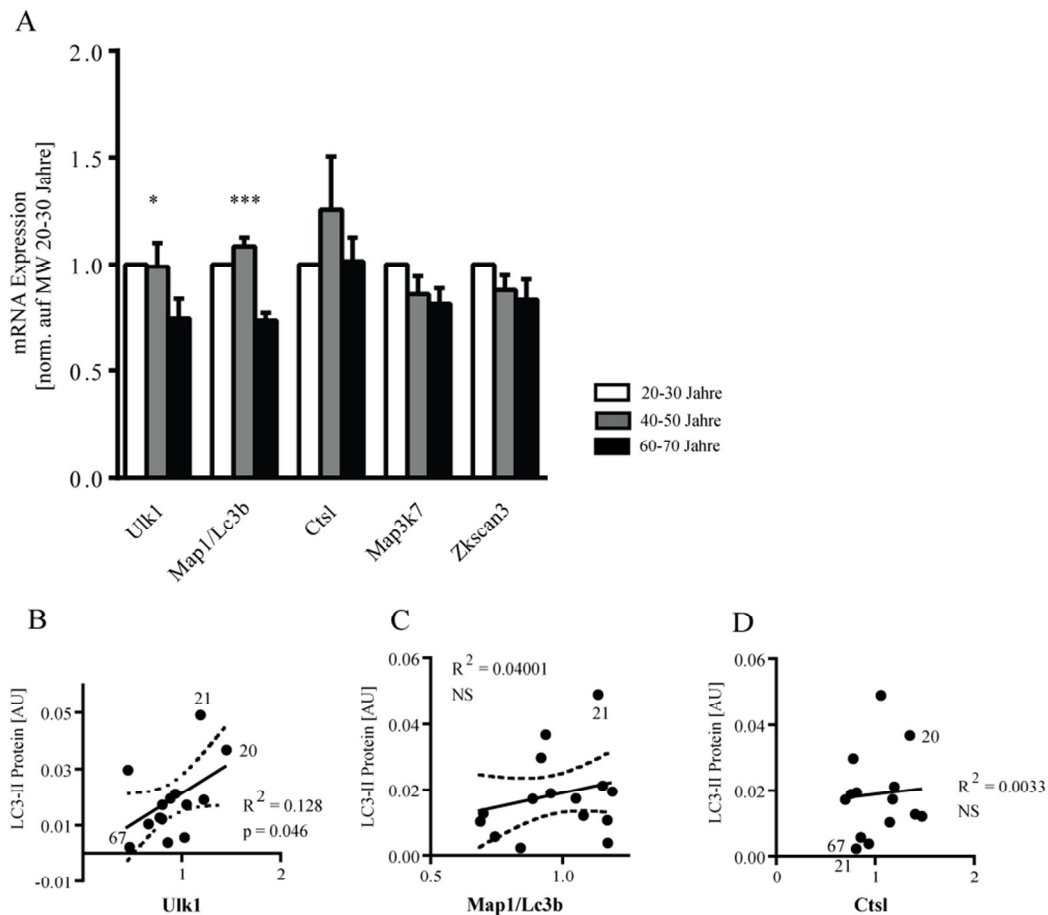 A
mRNA Expression
[norm. auf MW 20-30 Jahre]
2.0
1.5
1.0
0.5
0.0
*
***
Ulk1
Map1/Lc3b
Ctsl
Map3k7
Zkscan3
20-30 Jahre
40-50 Jahre
60-70 Jahre
B
LC3-II Protein [AU]
0.05
0.03
0.01
-0.01
21
20
67
R2 = 0.128
p = 0.046
1
2
Ulk1
C
LC3-II Protein [AU]
0.06
0.04
0.02
0.00
R2 = 0.04001
NS
21
0.5
1.0
Map1/Lc3b
D
LC3-II Protein [AU]
0.06
0.04
0.02
0.00
20
R2 = 0.0033
NS
67
21
0
1
2
Ctsl